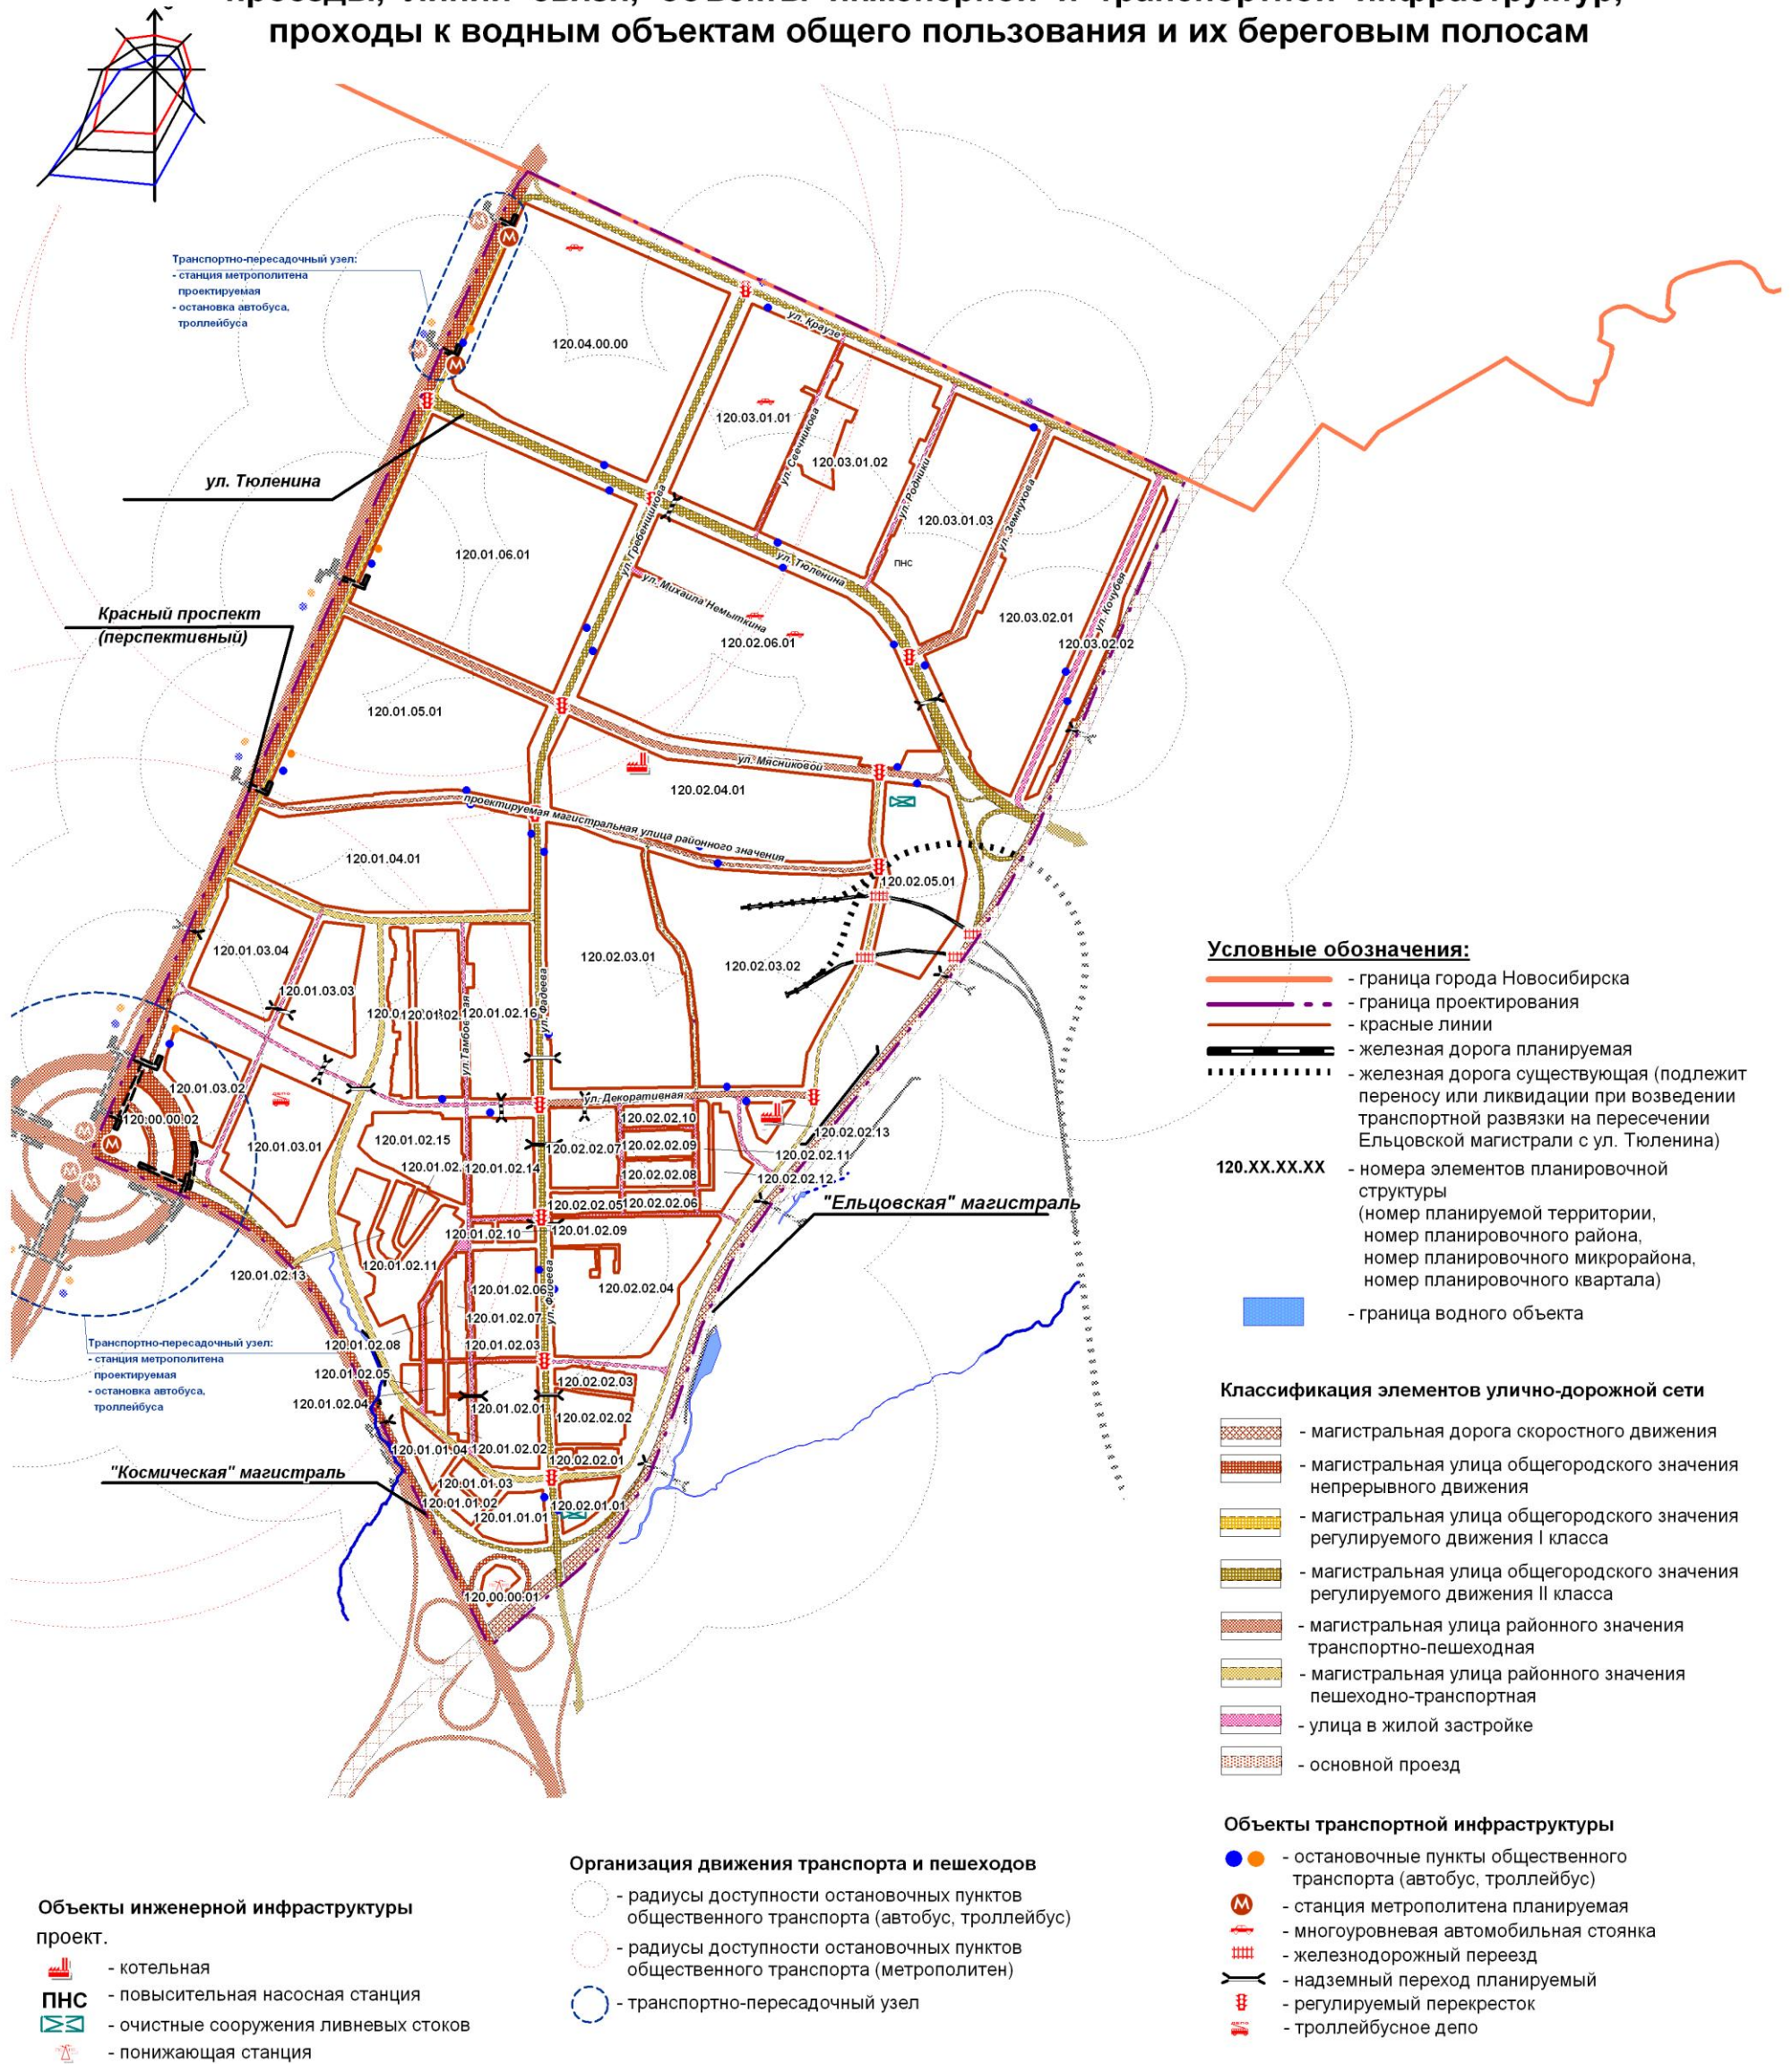 проезды, линии связи, объекты инженерной и транспортной инфраструктур,
проходы к водным объектам общего пользования и их береговым полосам
Транспортно-пересадочный узел:
- станция метрополитена
проектируемая
- остановка автобуса,
троллейбуса
120.04.00.00
ул. Краузе
120.03.01.01
ул. Свечникова
120.03.01.02
ул. Родники
120.03.01.03
ул. Земнухова
ул. Тюленина
ул. Гребенщикова
120.01.06.01
ул. Тюленина
ПНС
ул. Михаила Немыткина
120.02.06.01
120.03.02.01
ул. Кочубея
120.03.02.02
Красный проспект
(перспективный)
120.01.05.01
ул. Мясниковой
120.02.04.01
проектируемая магистральная улица районного значения
120.01.04.01
120.02.05.01
120.01.03.04
120.02.03.01
120.02.03.02
120.01.03.03
120.01.02.16
ул. Тамбовская
ул. Фадеева
120.01.03.02
120.00.00.02
ул. Декоративная
120.02.02.10
120.02.02.13
120.01.03.01
120.01.02.15
120.01.02.14
120.02.02.07
120.02.02.09
120.02.02.11
120.02.02.08
120.02.02.12
120.02.02.05
120.02.02.06
"Ельцовская" магистраль
120.01.02.10
120.01.02.09
120.01.02.13
120.01.02.11
120.01.02.06
120.02.02.04
ул. Фадеева
120.01.02.07
120.01.02.08
120.01.02.03
Транспортно-пересадочный узел:
- станция метрополитена
проектируемая
- остановка автобуса,
троллейбуса
120.01.02.05
120.02.02.03
120.01.02.04
120.01.02.01
120.02.02.02
120.01.01.04
120.01.02.02
120.02.02.01
"Космическая" магистраль
120.01.01.03
120.01.01.02
120.02.01.01
120.01.01.01
120.00.00.01
Условные обозначения:
- граница города Новосибирска
- граница проектирования
- красные линии
- железная дорога планируемая
- железная дорога существующая (подлежит
переносу или ликвидации при возведении
транспортной развязки на пересечении
Ельцовской магистрали с ул. Тюленина)
120.XX.XX.XX - номера элементов планировочной
структуры
(номер планируемой территории,
номер планировочного района,
номер планировочного микрорайона,
номер планировочного квартала)
- граница водного объекта
Классификация элементов улично-дорожной сети
- магистральная дорога скоростного движения
- магистральная улица общегородского значения
непрерывного движения
- магистральная улица общегородского значения
регулируемого движения I класса
- магистральная улица общегородского значения
регулируемого движения II класса
- магистральная улица районного значения
транспортно-пешеходная
- магистральная улица районного значения
пешеходно-транспортная
- улица в жилой застройке
- основной проезд
Объекты транспортной инфраструктуры
- остановочные пункты общественного
транспорта (автобус, троллейбус)
М - станция метрополитена планируемая
- многоуровневая автомобильная стоянка
- железнодорожный переезд
- надземный переход планируемый
- регулируемый перекресток
- троллейбусное депо
Организация движения транспорта и пешеходов
- радиусы доступности остановочных пунктов
общественного транспорта (автобус, троллейбус)
- радиусы доступности остановочных пунктов
общественного транспорта (метрополитен)
- транспортно-пересадочный узел
Объекты инженерной инфраструктуры
проект.
- котельная
ПНС - повысительная насосная станция
- очистные сооружения ливневых стоков
- понижающая станция